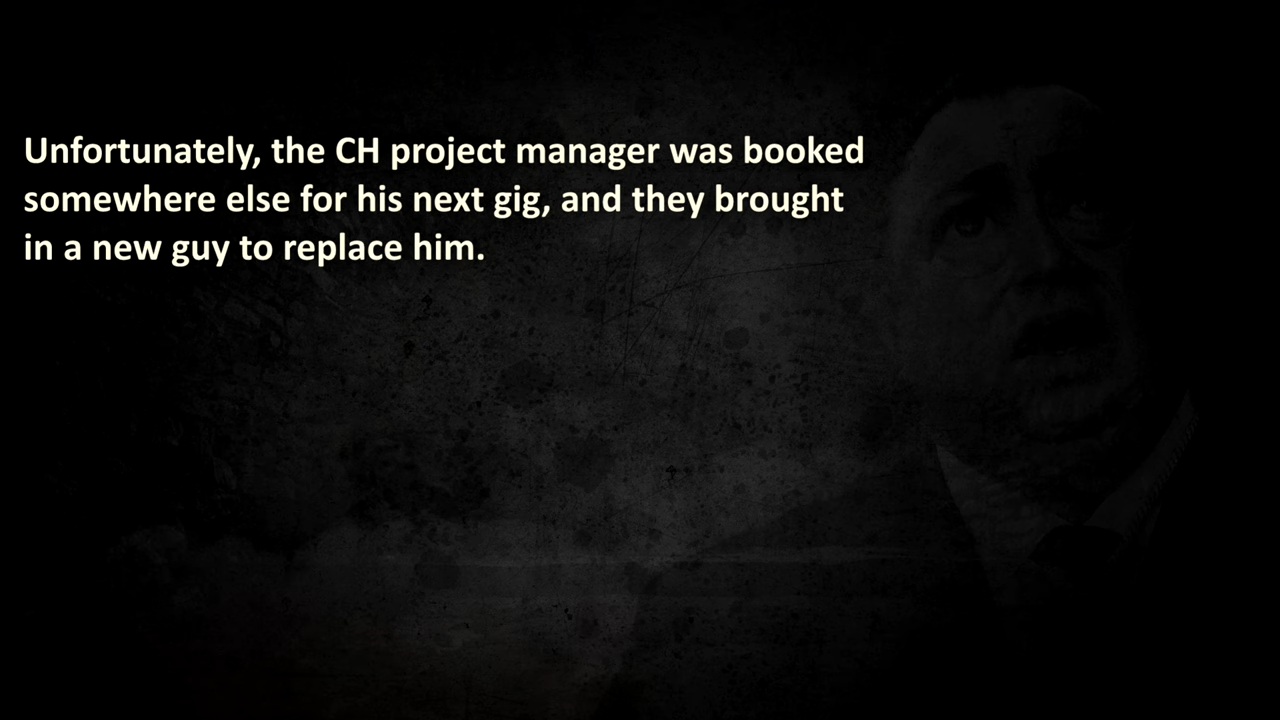 Unfortunately, the CH project manager was booked
somewhere else for his next gig, and they brought
in a new guy to replace him.